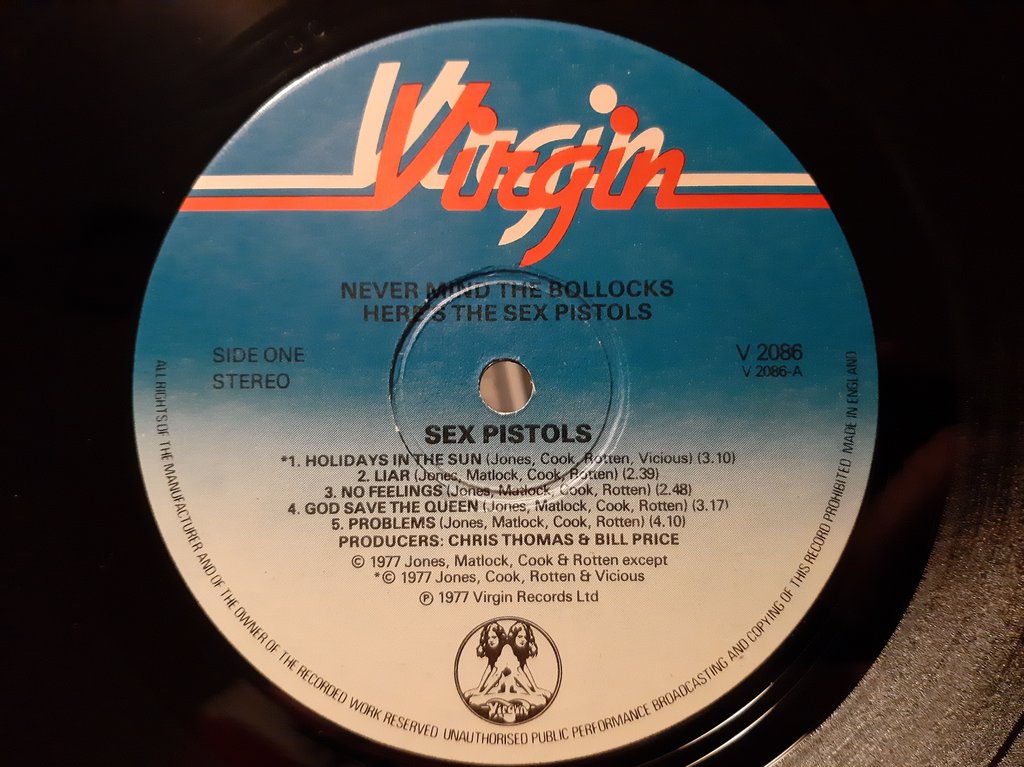 Virgin
NEVER MIND THE BOLLOCKS
HERE'S THE SEX PISTOLS
SIDE ONE
STEREO
V 2086
V 2086-A
SEX PISTOLS
*1. HOLIDAYS IN THE SUN (Jones, Cook, Rotten, Vicious) (3.10)
2. LIAR (Jones, Matlock, Cook, Rotten) (2.39)
3. NO FEELINGS (Jones, Matlock, Cook, Rotten) (2.48)
4. GOD SAVE THE QUEEN (Jones, Matlock, Cook, Rotten) (3.17)
5. PROBLEMS (Jones, Matlock, Cook, Rotten) (4.10)
PRODUCERS: CHRIS THOMAS & BILL PRICE
© 1977 Jones, Matlock, Cook & Rotten except
*© 1977 Jones, Cook, Rotten & Vicious
℗ 1977 Virgin Records Ltd
Virgin
ALL RIGHTS OF THE MANUFACTURER AND OF THE OWNER OF THE RECORDED WORK RESERVED UNAUTHORISED PUBLIC PERFORMANCE BROADCASTING AND COPYING OF THIS RECORD PROHIBITED MADE IN ENGLAND